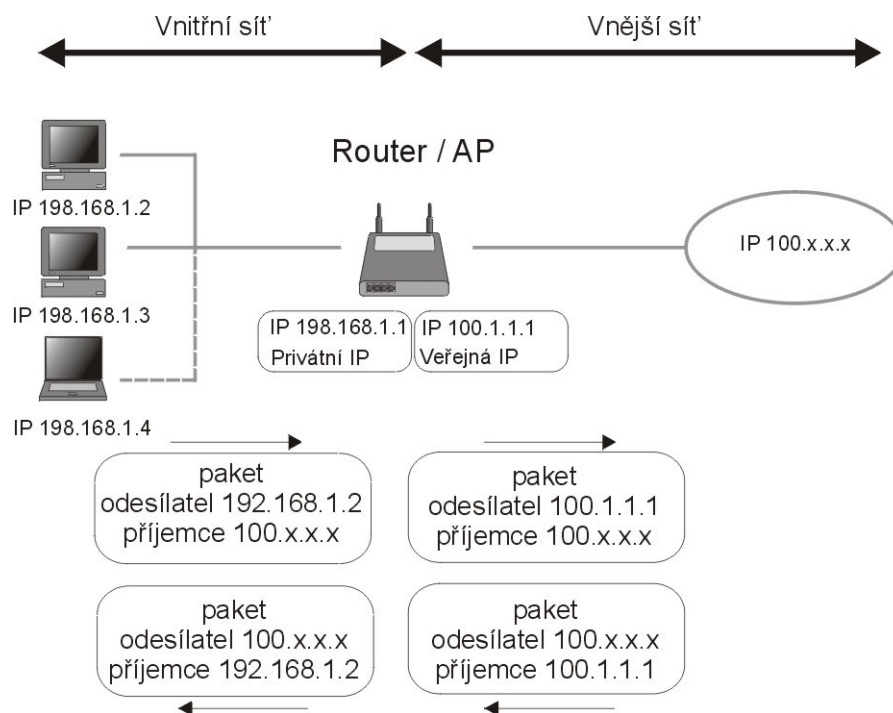 Vnitřní síť
Vnější síť
Router / AP
IP 198.168.1.2
IP 100.x.x.x
IP 198.168.1.3
IP 198.168.1.1
Privátní IP
IP 100.1.1.1
Veřejná IP
IP 198.168.1.4
paket
odesílatel 192.168.1.2
příjemce 100.x.x.x
paket
odesílatel 100.1.1.1
příjemce 100.x.x.x
paket
odesílatel 100.x.x.x
příjemce 192.168.1.2
paket
odesílatel 100.x.x.x
příjemce 100.1.1.1